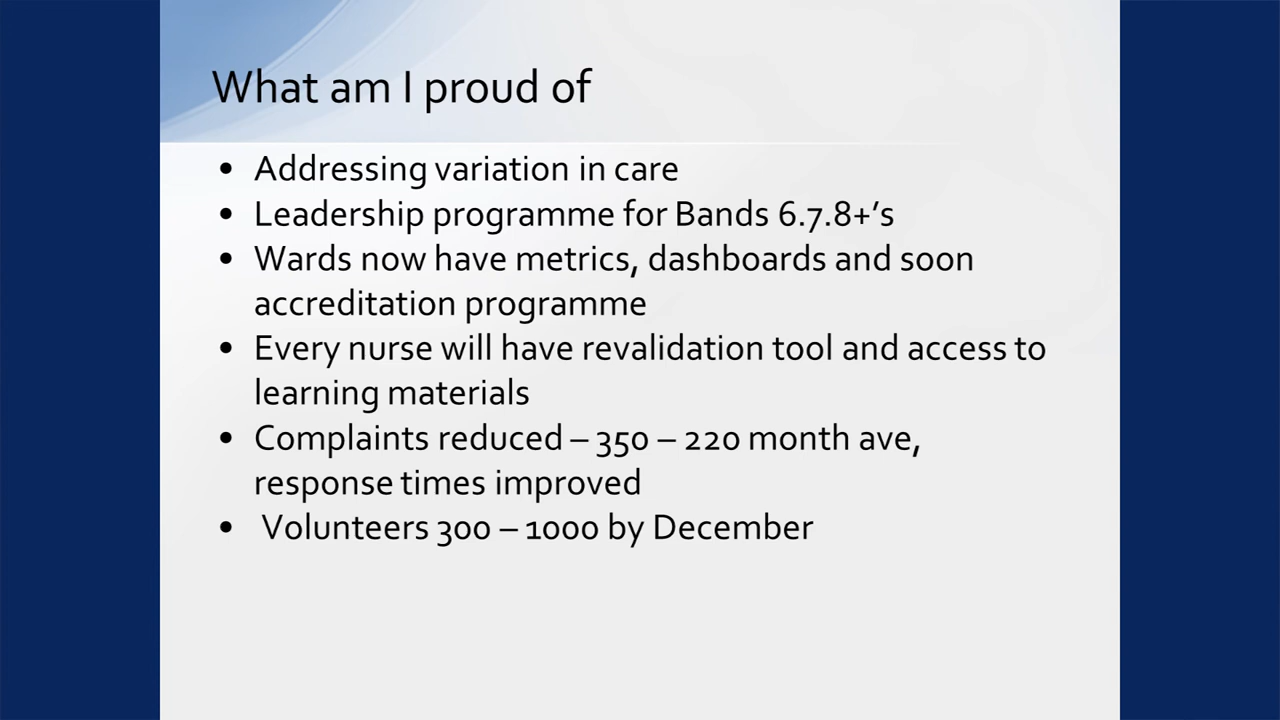 What am I proud of
• Addressing variation in care
• Leadership programme for Bands 6.7.8+’s
• Wards now have metrics, dashboards and soon
accreditation programme
• Every nurse will have revalidation tool and access to
learning materials
• Complaints reduced – 350 – 220 month ave,
response times improved
• Volunteers 300 – 1000 by December